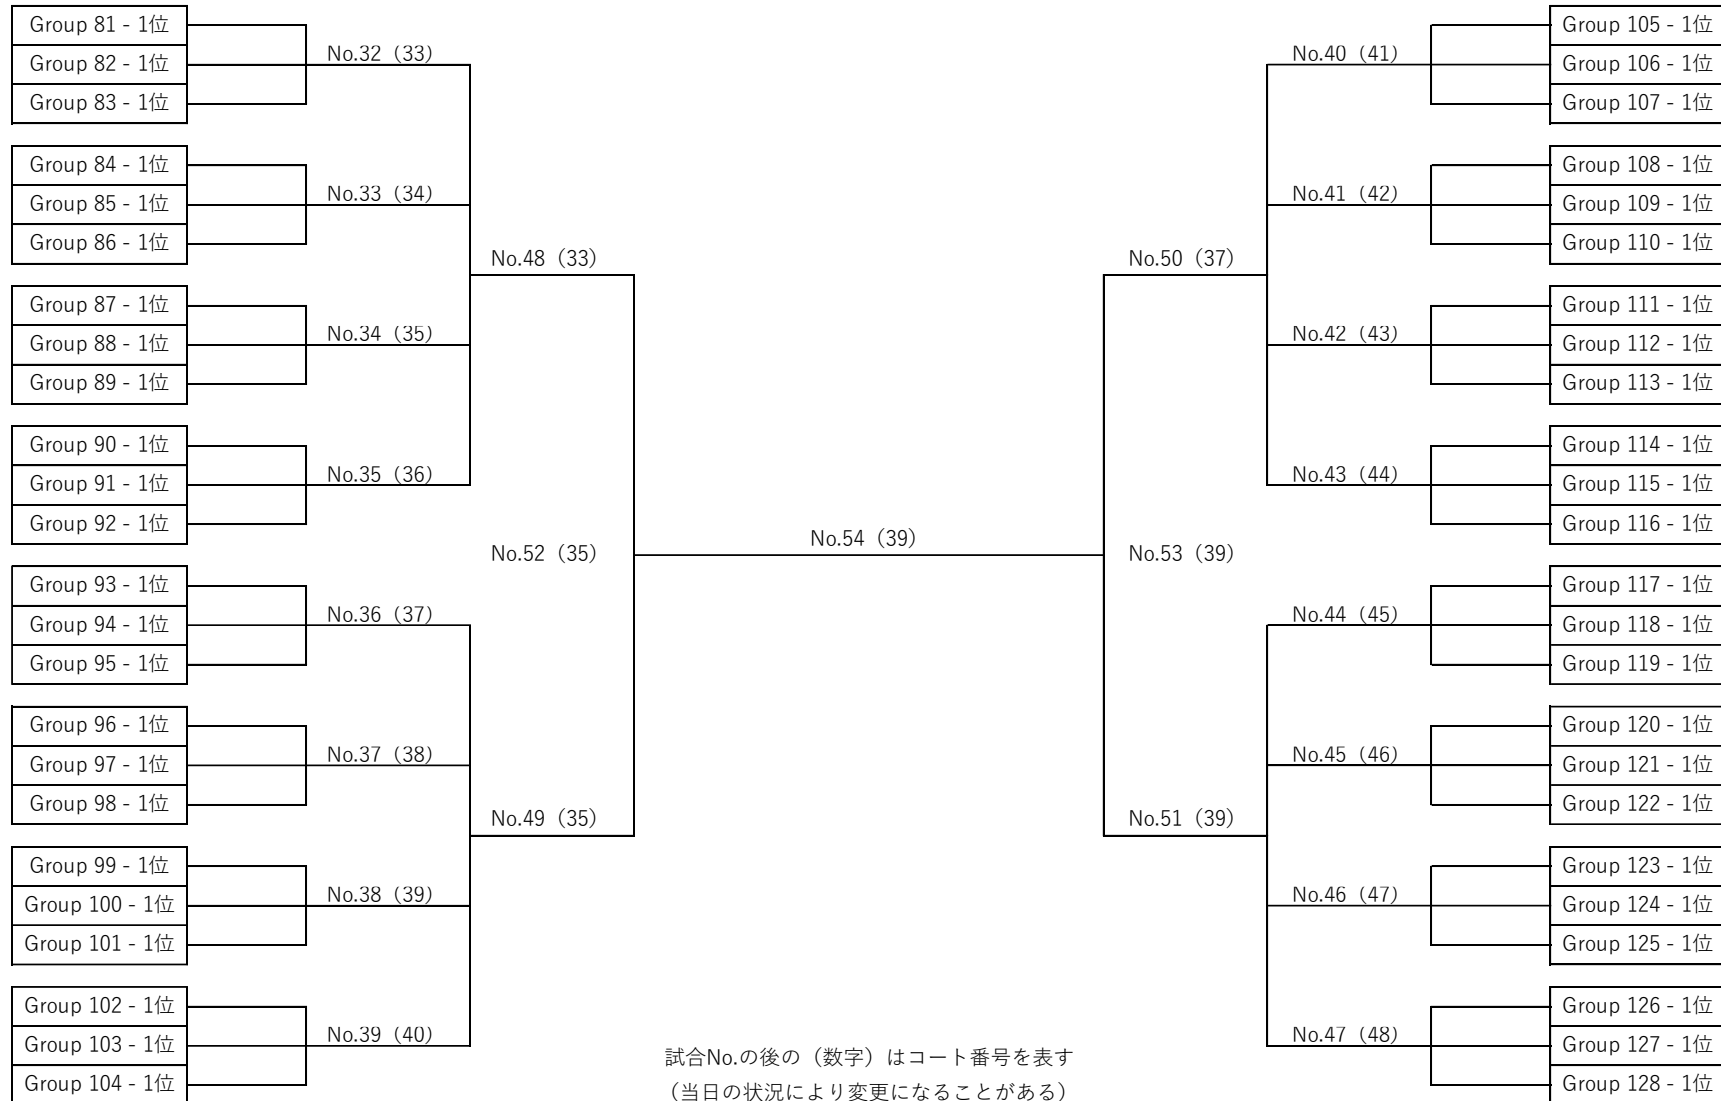 Group 81 - 1位
Group 82 - 1位
Group 83 - 1位
No.32（33）
Group 84 - 1位
Group 85 - 1位
Group 86 - 1位
No.33（34）
No.48（33）
Group 87 - 1位
Group 88 - 1位
Group 89 - 1位
No.34（35）
Group 90 - 1位
Group 91 - 1位
Group 92 - 1位
No.35（36）
No.52（35）
Group 93 - 1位
Group 94 - 1位
Group 95 - 1位
No.36（37）
Group 96 - 1位
Group 97 - 1位
Group 98 - 1位
No.37（38）
No.49（35）
Group 99 - 1位
Group 100 - 1位
Group 101 - 1位
No.38（39）
Group 102 - 1位
Group 103 - 1位
Group 104 - 1位
No.39（40）
No.54（39）
No.40（41）
Group 105 - 1位
Group 106 - 1位
Group 107 - 1位
No.41（42）
Group 108 - 1位
Group 109 - 1位
Group 110 - 1位
No.50（37）
No.42（43）
Group 111 - 1位
Group 112 - 1位
Group 113 - 1位
No.43（44）
Group 114 - 1位
Group 115 - 1位
Group 116 - 1位
No.53（39）
No.44（45）
Group 117 - 1位
Group 118 - 1位
Group 119 - 1位
No.45（46）
Group 120 - 1位
Group 121 - 1位
Group 122 - 1位
No.51（39）
No.46（47）
Group 123 - 1位
Group 124 - 1位
Group 125 - 1位
No.47（48）
Group 126 - 1位
Group 127 - 1位
Group 128 - 1位
試合No.の後の（数字）はコート番号を表す
（当日の状況により変更になることがある）